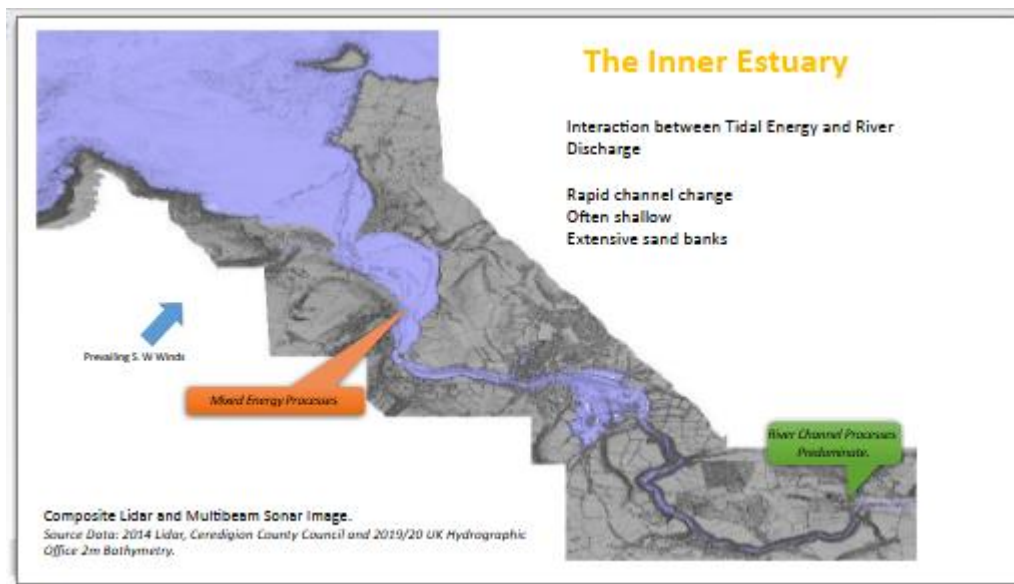 The Inner Estuary
Interaction between Tidal Energy and River
Discharge
Rapid channel change
Often shallow
Extensive sand banks
Prevailing S. W Winds
Mixed Energy Processes
River Channel Processes
Predominate.
Composite Lidar and Multibeam Sonar Image.
Source Data: 2014 Lidar, Ceredigion County Council and 2019/20 UK Hydrographic
Office 2m Bathymetry.